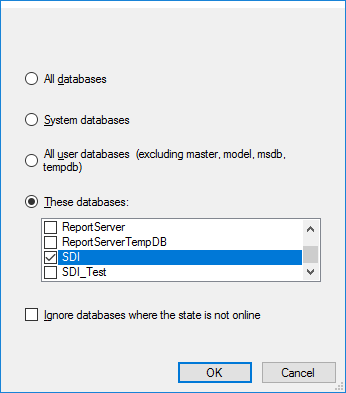 All databases
System databases
All user databases (excluding master, model, msdb,
tempdb)
These databases:
ReportServer
ReportServerTempDB
SDI
SDI_Test
Ignore databases where the state is not online
OK
Cancel